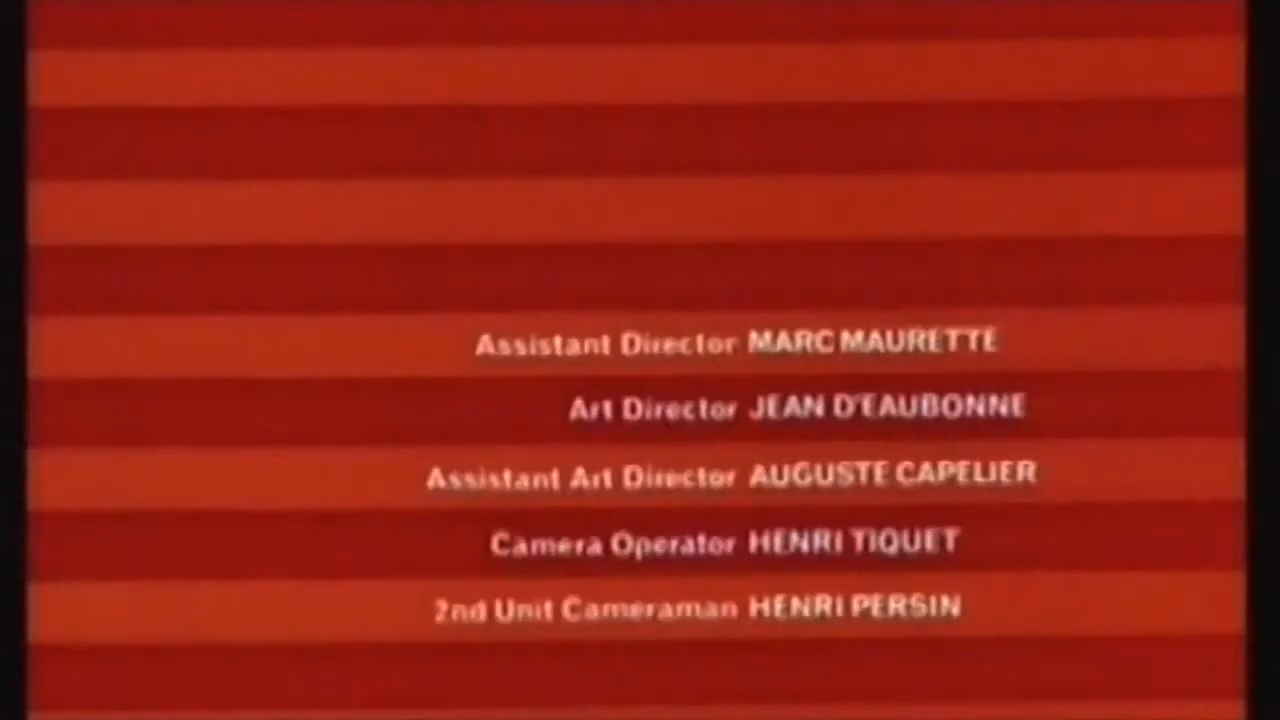 Assistant Director MARC MAURETTE
Art Director JEAN D'EAUBONNE
Assistant Art Director AUGUSTE CAPELIER
Camera Operator HENRI TIQUET
2nd Unit Cameraman HENRI PERSIN